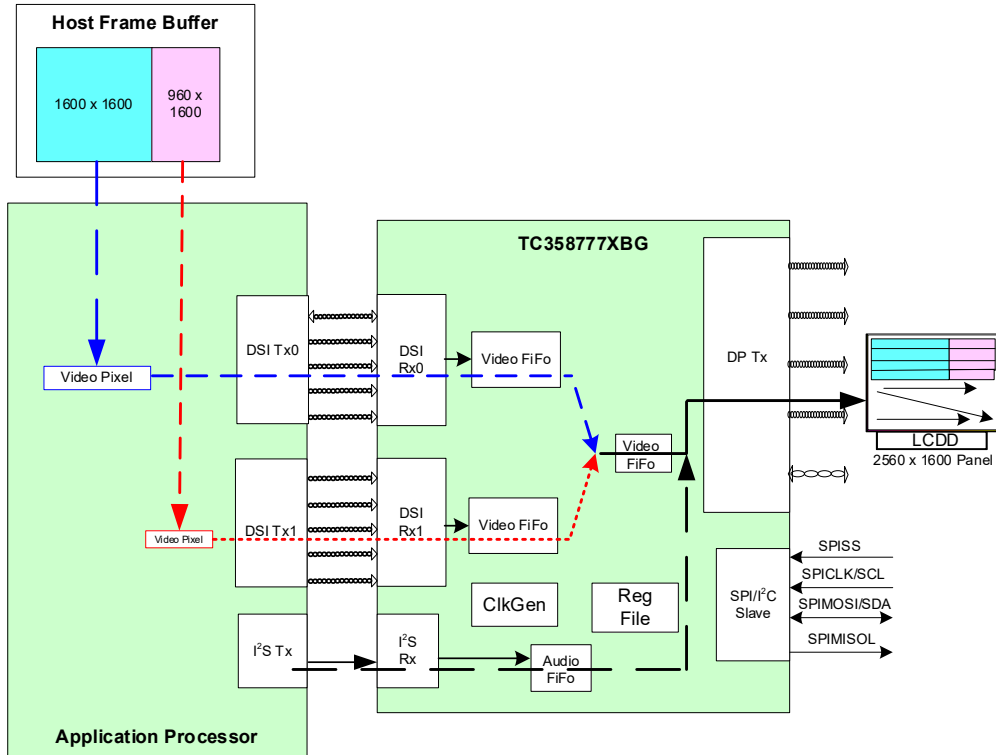 Host Frame Buffer
1600 x 1600
960 x
1600
TC358777XBG
DP Tx
DSI Tx0
DSI
Rx0
Video FiFo
Video Pixel
Video
FiFo
LCDD
2560 x 1600 Panel
DSI Tx1
DSI
Rx1
Video FiFo
Video Pixel
SPI/I²C
Slave
SPISS
SPICLK/SCL
SPIMOSI/SDA
SPIMISOL
ClkGen
Reg
File
I²S Tx
I²S
Rx
Audio
FiFo
Application Processor